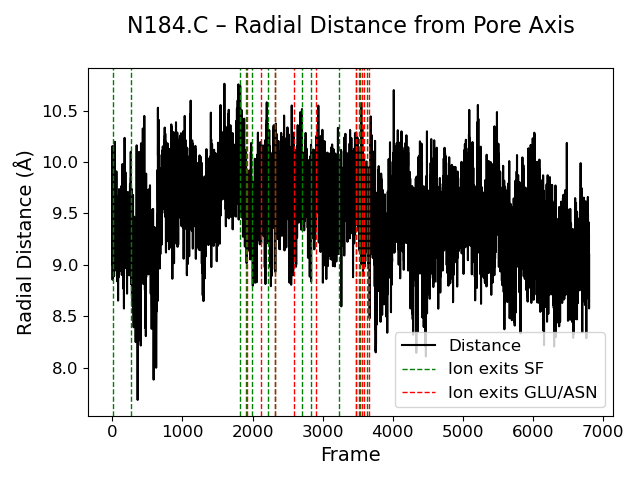 N184.C – Radial Distance from Pore Axis
Radial Distance (Å)
10.5
10.0
9.5
9.0
8.5
8.0
Distance
Ion exits SF
Ion exits GLU/ASN
0 1000 2000 3000 4000 5000 6000 7000
Frame